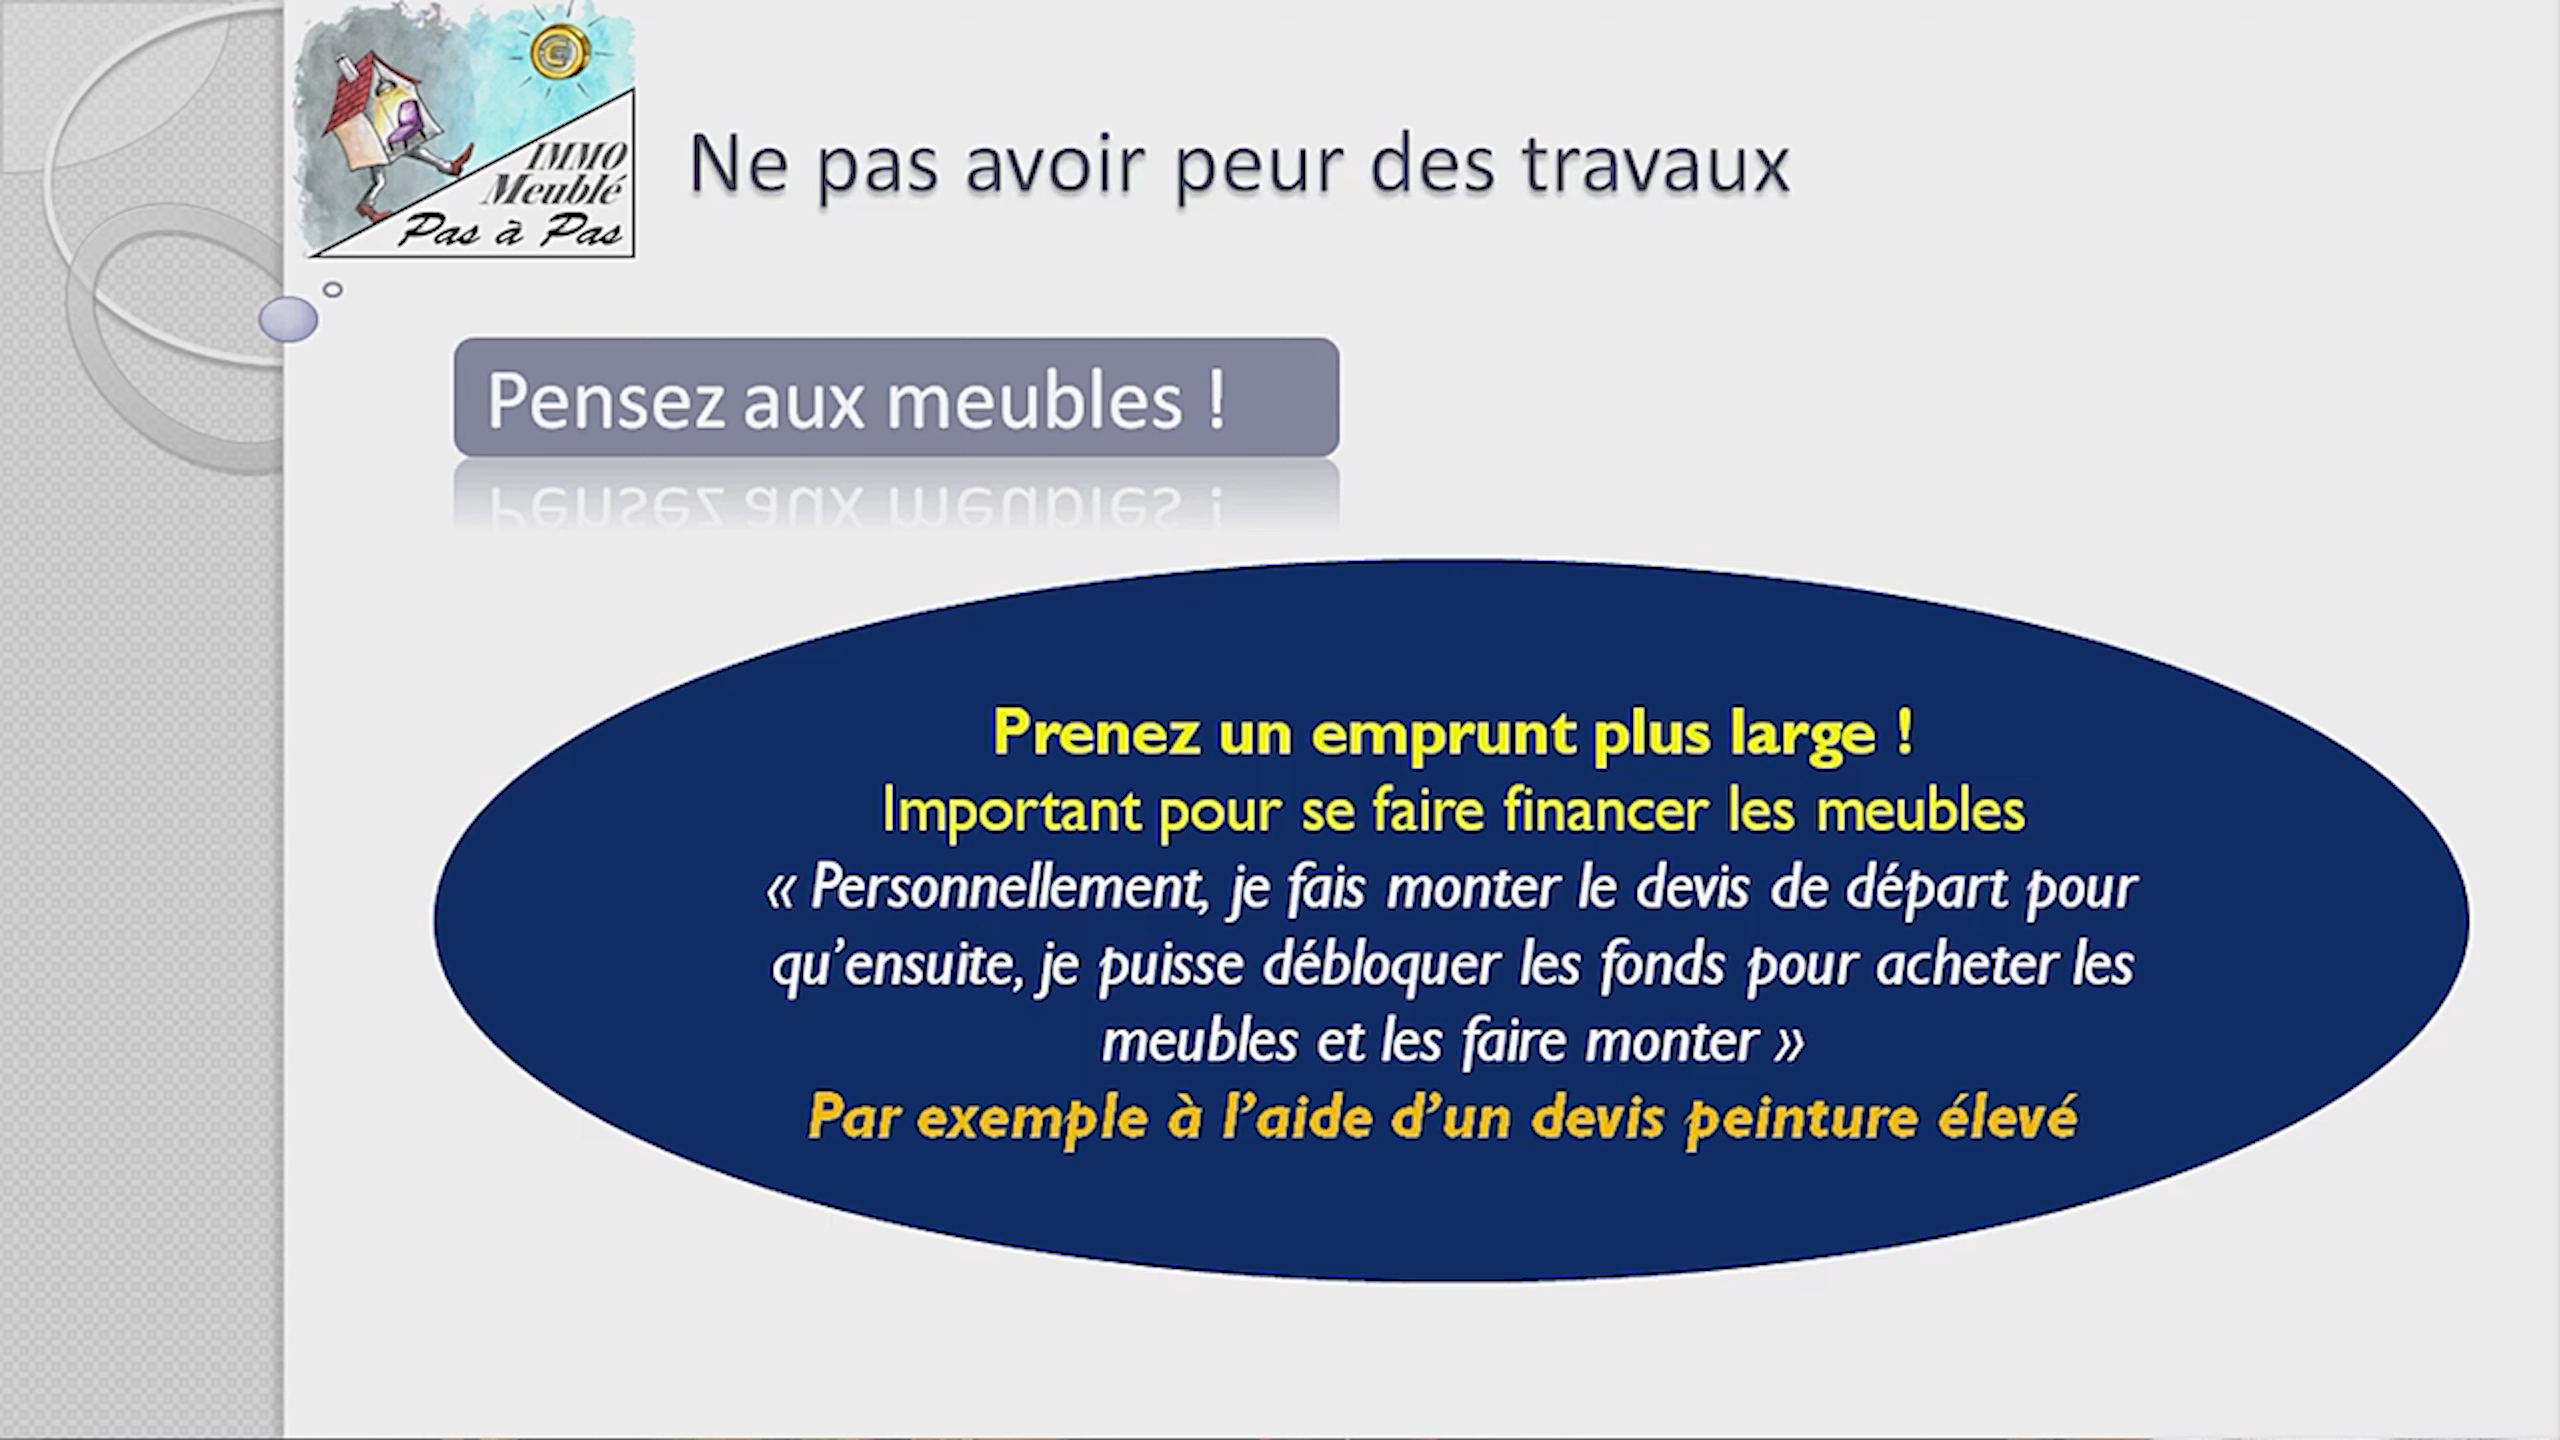 IMMO
Meublé
Pas à Pas
Ne pas avoir peur des travaux
Pensez aux meubles !
Prenez un emprunt plus large !
Important pour se faire financer les meubles
« Personnellement, je fais monter le devis de départ pour
qu’ensuite, je puisse débloquer les fonds pour acheter les
meubles et les faire monter »
Par exemple à l’aide d’un devis peinture élevé